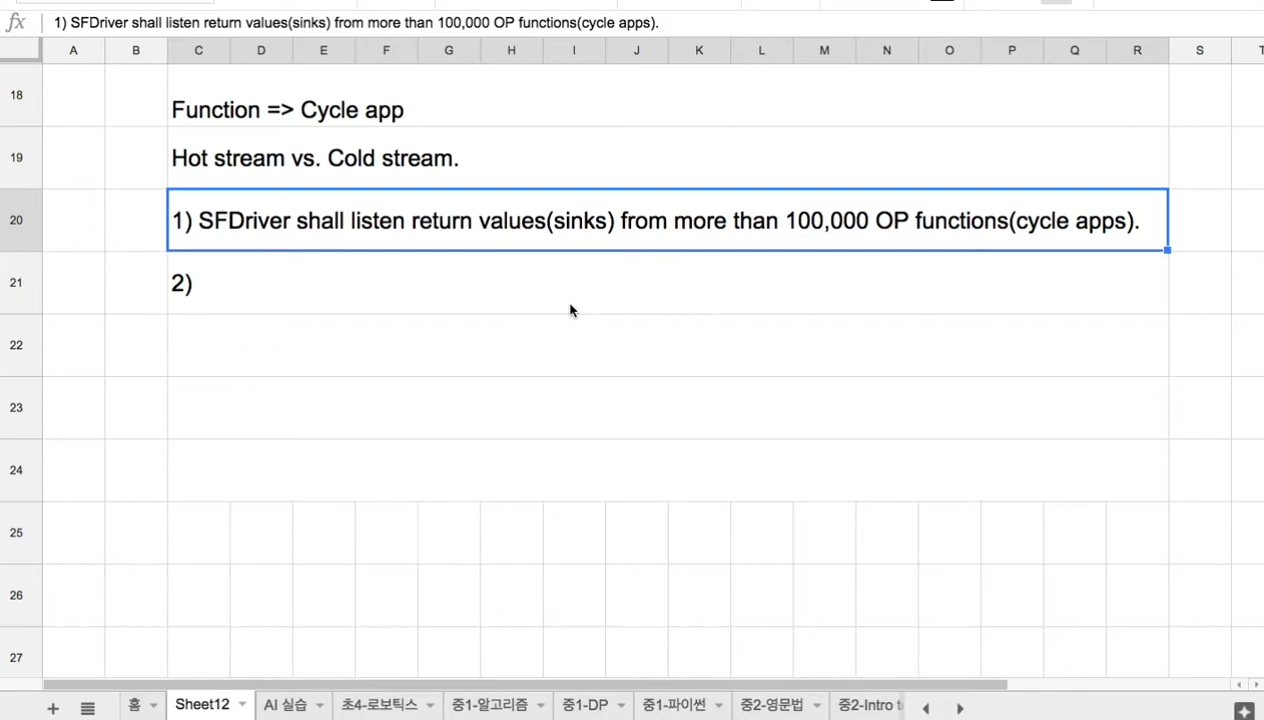 fx 1) SFDriver shall listen return values(sinks) from more than 100,000 OP functions(cycle apps).
A B C D E F G H I J K L M N O P Q R S T
18 Function => Cycle app
19 Hot stream vs. Cold stream.
20 1) SFDriver shall listen return values(sinks) from more than 100,000 OP functions(cycle apps).
21 2)
22
23
24
25
26
27
홈 Sheet12 AI 실습 초4-로보틱스 중1-알고리즘 중1-DP 중1-파이썬 중2-영문법 중2-Intro t